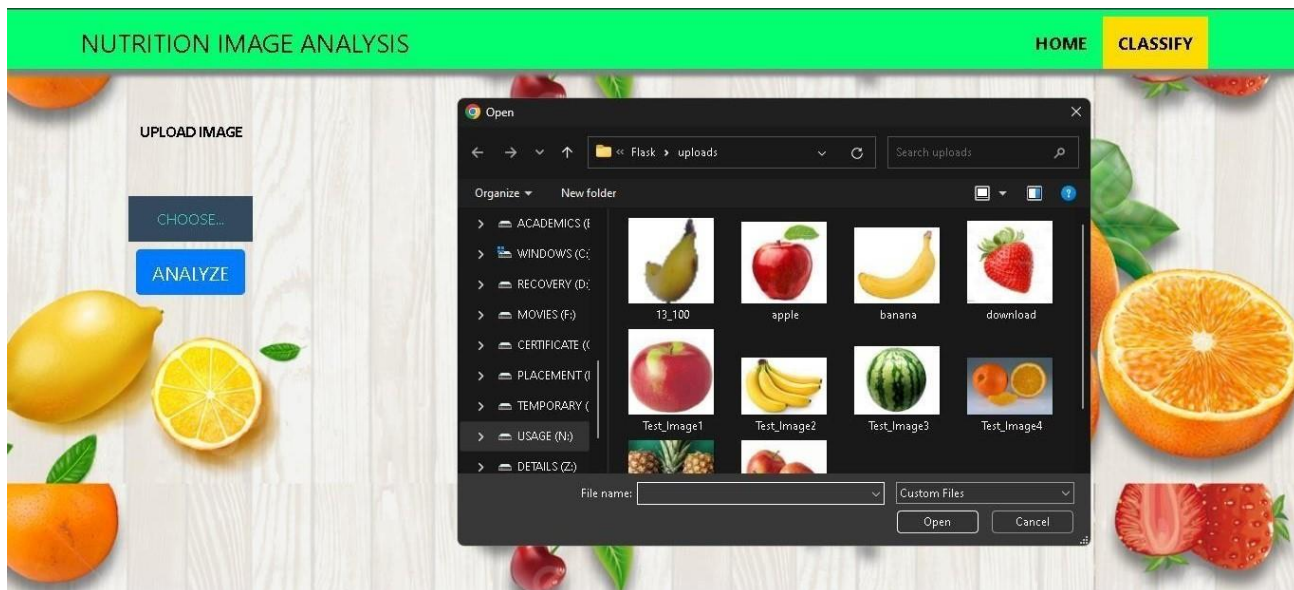 NUTRITION IMAGE ANALYSIS
HOME
CLASSIFY
UPLOAD IMAGE
CHOOSE...
ANALYZE
Open
« Flask › uploads
Search uploads
Organize
New folder
ACADEMICS (E
WINDOWS (C:
RECOVERY (D:
MOVIES (F:)
CERTIFICATE ((
PLACEMENT (I
TEMPORARY (
USAGE (N:)
DETAILS (Z:)
13_100
apple
banana
download
Test_Image1
Test_Image2
Test_Image3
Test_Image4
File name:
Custom Files
Open
Cancel